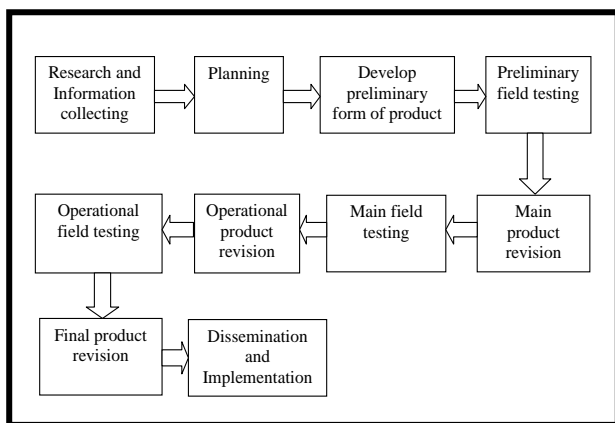 Research and
Information
collecting
Planning
Develop
preliminary
form of product
Preliminary
field testing
Main
product
revision
Main field
testing
Operational
product
revision
Operational
field testing
Final product
revision
Dissemination
and
Implementation